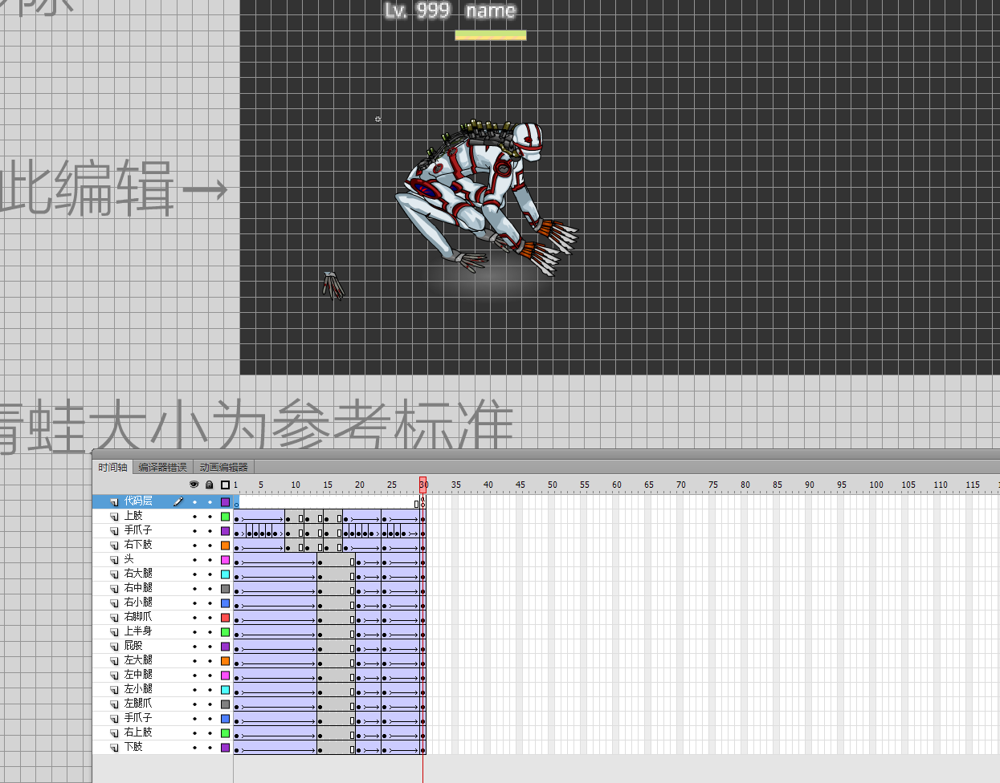 除
Lv. 999 name
此编辑→
青蛙大小为参考标准
时间轴 编译器错误 动画编辑器
1 5 10 15 20 25 30 35 40 45 50 55 60 65 70 75 80 85 90 95 100 105 110 115
代码层
上肢
手爪子
右下肢
头
右大腿
右中腿
右小腿
右脚爪
上半身
屁股
左大腿
左中腿
左小腿
左腿爪
手爪子
右上肢
下肢